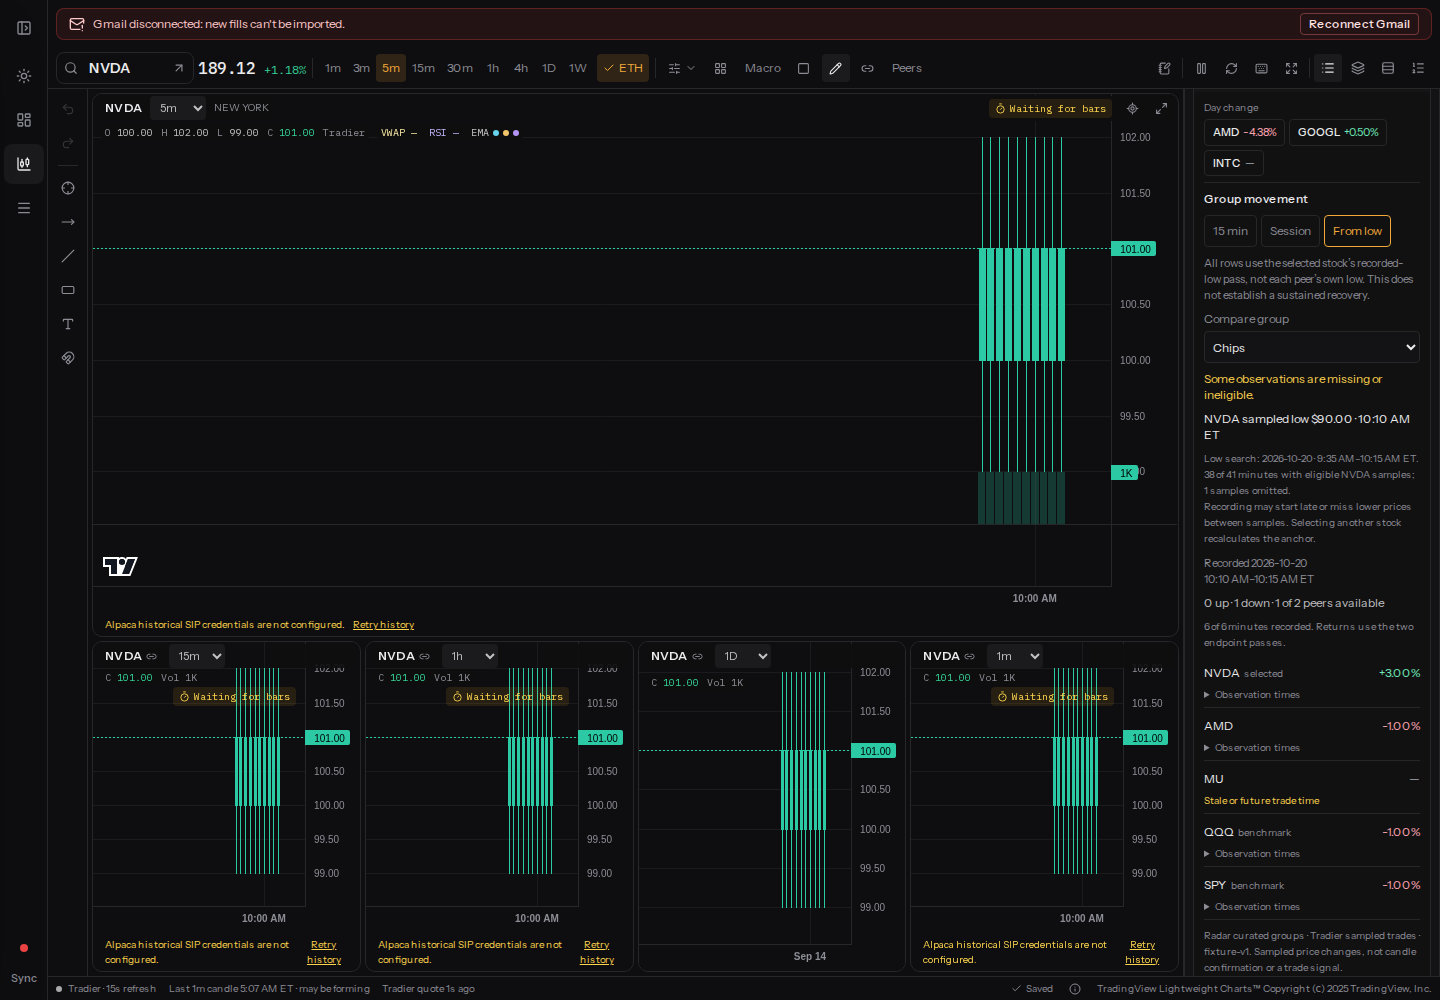 Gmail disconnected: new fills can't be imported.
Reconnect Gmail
NVDA
189.12 +1.18%
1m 3m 5m 15m 30m 1h 4h 1D 1W
ETH
Macro
Peers
NVDA 5m NEW YORK
Waiting for bars
O 100.00 H 102.00 L 99.00 C 101.00 Tradier VWAP — RSI — EMA
102.00
101.50
101.00
100.50
100.00
99.50
1K
10:00 AM
Alpaca historical SIP credentials are not configured. Retry history
NVDA 15m
C 101.00 Vol 1K
Waiting for bars
102.00
101.50
101.00
100.50
100.00
99.50
99.00
10:00 AM
Alpaca historical SIP credentials are not
configured.
Retry
history
NVDA 1h
C 101.00 Vol 1K
Waiting for bars
102.00
101.50
101.00
100.50
100.00
99.50
99.00
10:00 AM
Alpaca historical SIP credentials are not
configured.
Retry
history
NVDA 1D
C 101.00 Vol 1K
102.00
101.50
101.00
100.50
100.00
99.50
99.00
Sep 14
NVDA 1m
C 101.00 Vol 1K
Waiting for bars
102.00
101.50
101.00
100.50
100.00
99.50
99.00
10:00 AM
Alpaca historical SIP credentials are not
configured.
Retry
history
Day change
AMD -4.38% GOOGL +0.50%
INTC —
Group movement
15 min Session From low
All rows use the selected stock's recorded-
low pass, not each peer's own low. This does
not establish a sustained recovery.
Compare group
Chips
Some observations are missing or
ineligible.
NVDA sampled low $90.00 · 10:10 AM
ET
Low search: 2026-10-20 · 9:35 AM–10:15 AM ET.
38 of 41 minutes with eligible NVDA samples;
1 samples omitted.
Recording may start late or miss lower prices
between samples. Selecting another stock
recalculates the anchor.
Recorded 2026-10-20
10:10 AM–10:15 AM ET
0 up · 1 down · 1 of 2 peers available
6 of 6 minutes recorded. Returns use the two
endpoint passes.
NVDA selected +3.00%
Observation times
AMD -1.00%
Observation times
MU —
Stale or future trade time
QQQ benchmark -1.00%
Observation times
SPY benchmark -1.00%
Observation times
Radar curated groups · Tradier sampled trades ·
fixture-v1. Sampled price changes, not candle
confirmation or a trade signal.
Sync
Tradier · 15s refresh Last 1m candle 5:07 AM ET · may be forming Tradier quote 1s ago
Saved
TradingView Lightweight Charts™ Copyright (c) 2025 TradingView, Inc.